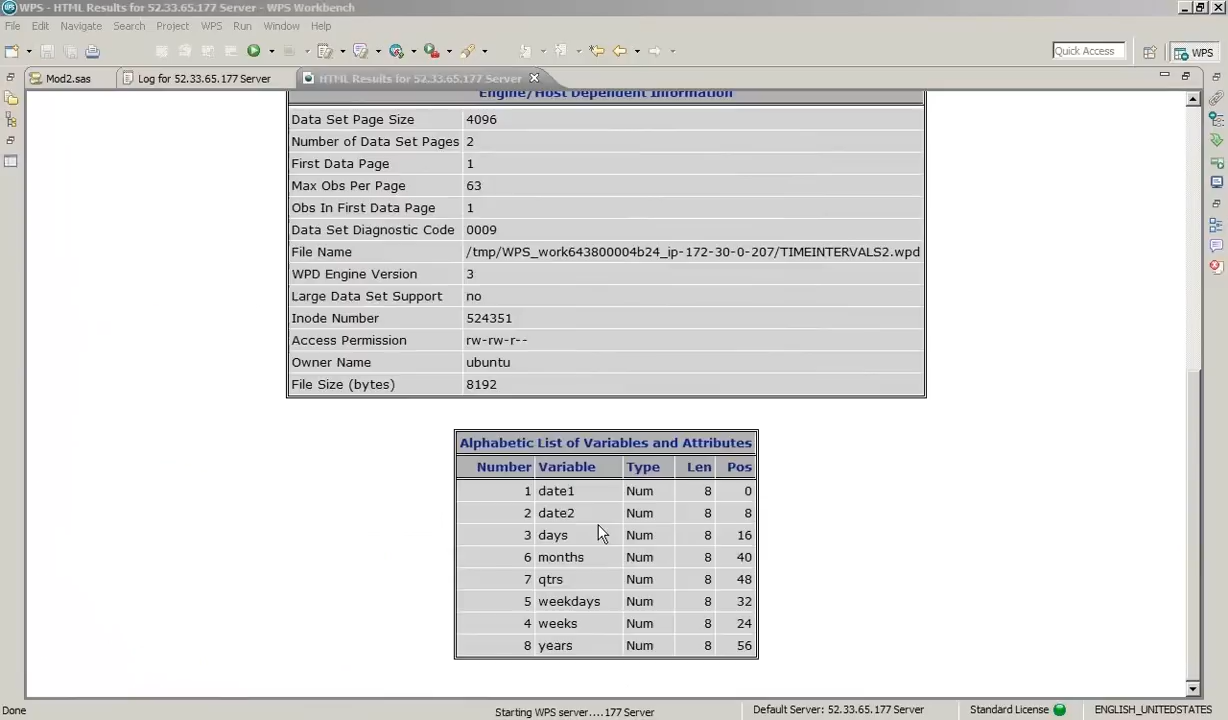 WPS - HTML Results for 52.33.65.177 Server - WPS Workbench
File Edit Navigate Search Project WPS Run Window Help
Quick Access WPS
Mod2.sas Log for 52.33.65.177 Server HTML Results for 52.33.65.177 Server
Engine/Host Dependent Information
Data Set Page Size 4096
Number of Data Set Pages 2
First Data Page 1
Max Obs Per Page 63
Obs In First Data Page 1
Data Set Diagnostic Code 0009
File Name /tmp/WPS_work643800004b24_ip-172-30-0-207/TIMEINTERVALS2.wpd
WPD Engine Version 3
Large Data Set Support no
Inode Number 524351
Access Permission rw-rw-r--
Owner Name ubuntu
File Size (bytes) 8192
Alphabetic List of Variables and Attributes
Number Variable Type Len Pos
1 date1 Num 8 0
2 date2 Num 8 8
3 days Num 8 16
6 months Num 8 40
7 qtrs Num 8 48
5 weekdays Num 8 32
4 weeks Num 8 24
8 years Num 8 56
Done Starting WPS server....177 Server Default Server: 52.33.65.177 Server Standard License ENGLISH_UNITEDSTATES